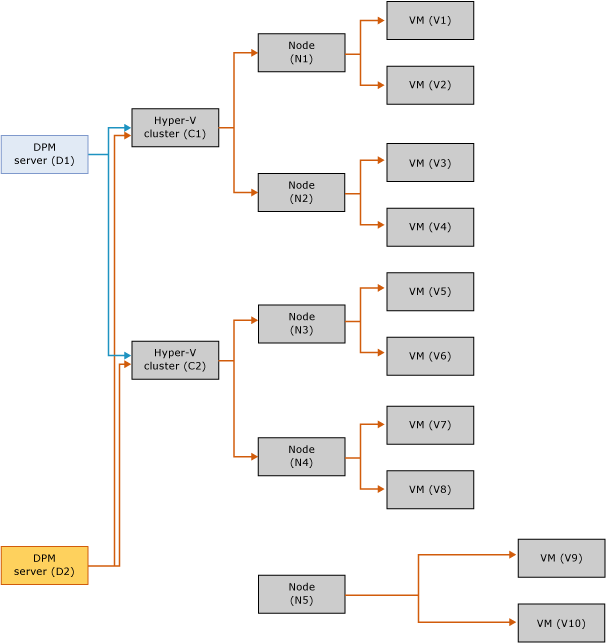 VM (V1)
Node
(N1)
VM (V2)
Hyper-V
cluster (C1)
DPM
server (D1)
VM (V3)
Node
(N2)
VM (V4)
VM (V5)
Node
(N3)
VM (V6)
Hyper-V
cluster (C2)
VM (V7)
Node
(N4)
VM (V8)
DPM
server (D2)
VM (V9)
Node
(N5)
VM (V10)